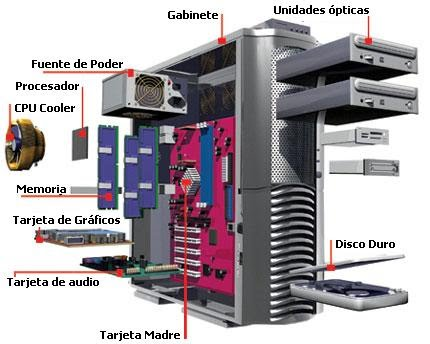 Gabinete
Unidades ópticas
Fuente de Poder
Procesador
CPU Cooler
Memoria
Tarjeta de Gráficos
Disco Duro
Tarjeta de audio
Tarjeta Madre